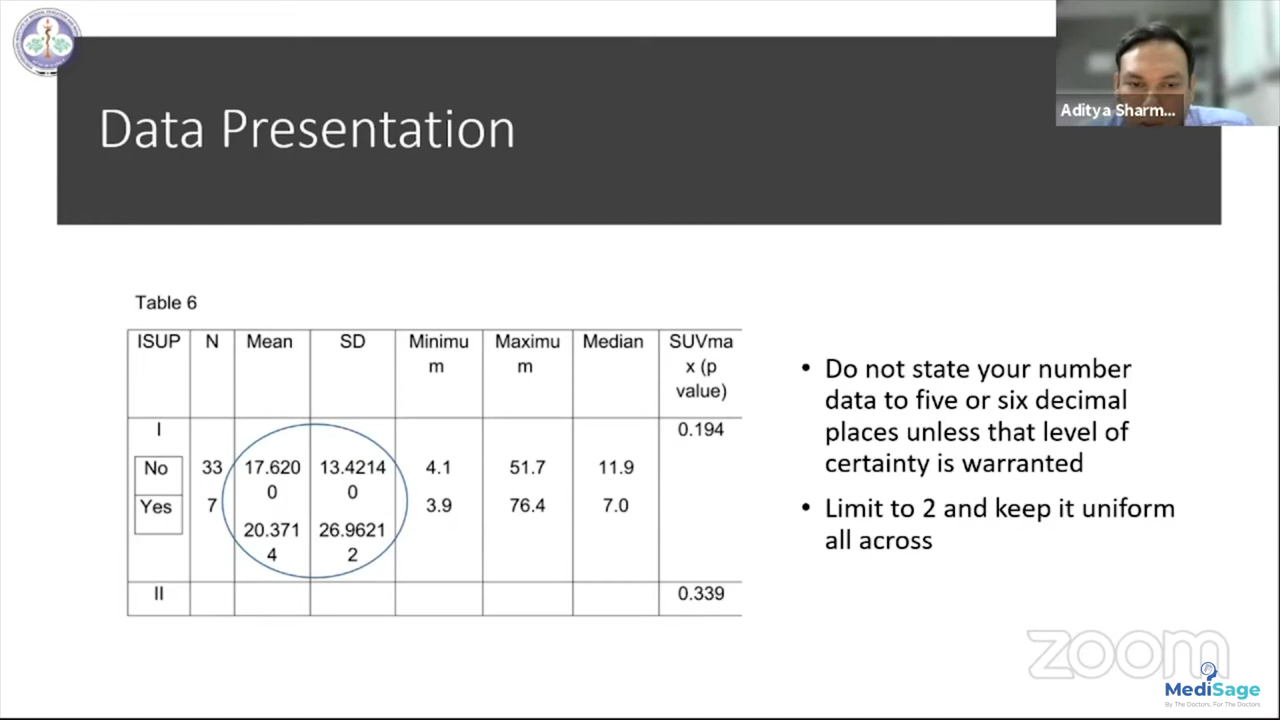 Aditya Sharm...
Data Presentation
Table 6
ISUP N Mean SD Minimu Maximu Median SUVma
m m x (p
value)
I 0.194
No 33 17.620 13.4214 4.1 51.7 11.9
0 0
Yes 7 3.9 76.4 7.0
20.371 26.9621
4 2
II 0.339
• Do not state your number
data to five or six decimal
places unless that level of
certainty is warranted
• Limit to 2 and keep it uniform
all across
zoom
MediSage
By The Doctors. For The Doctors